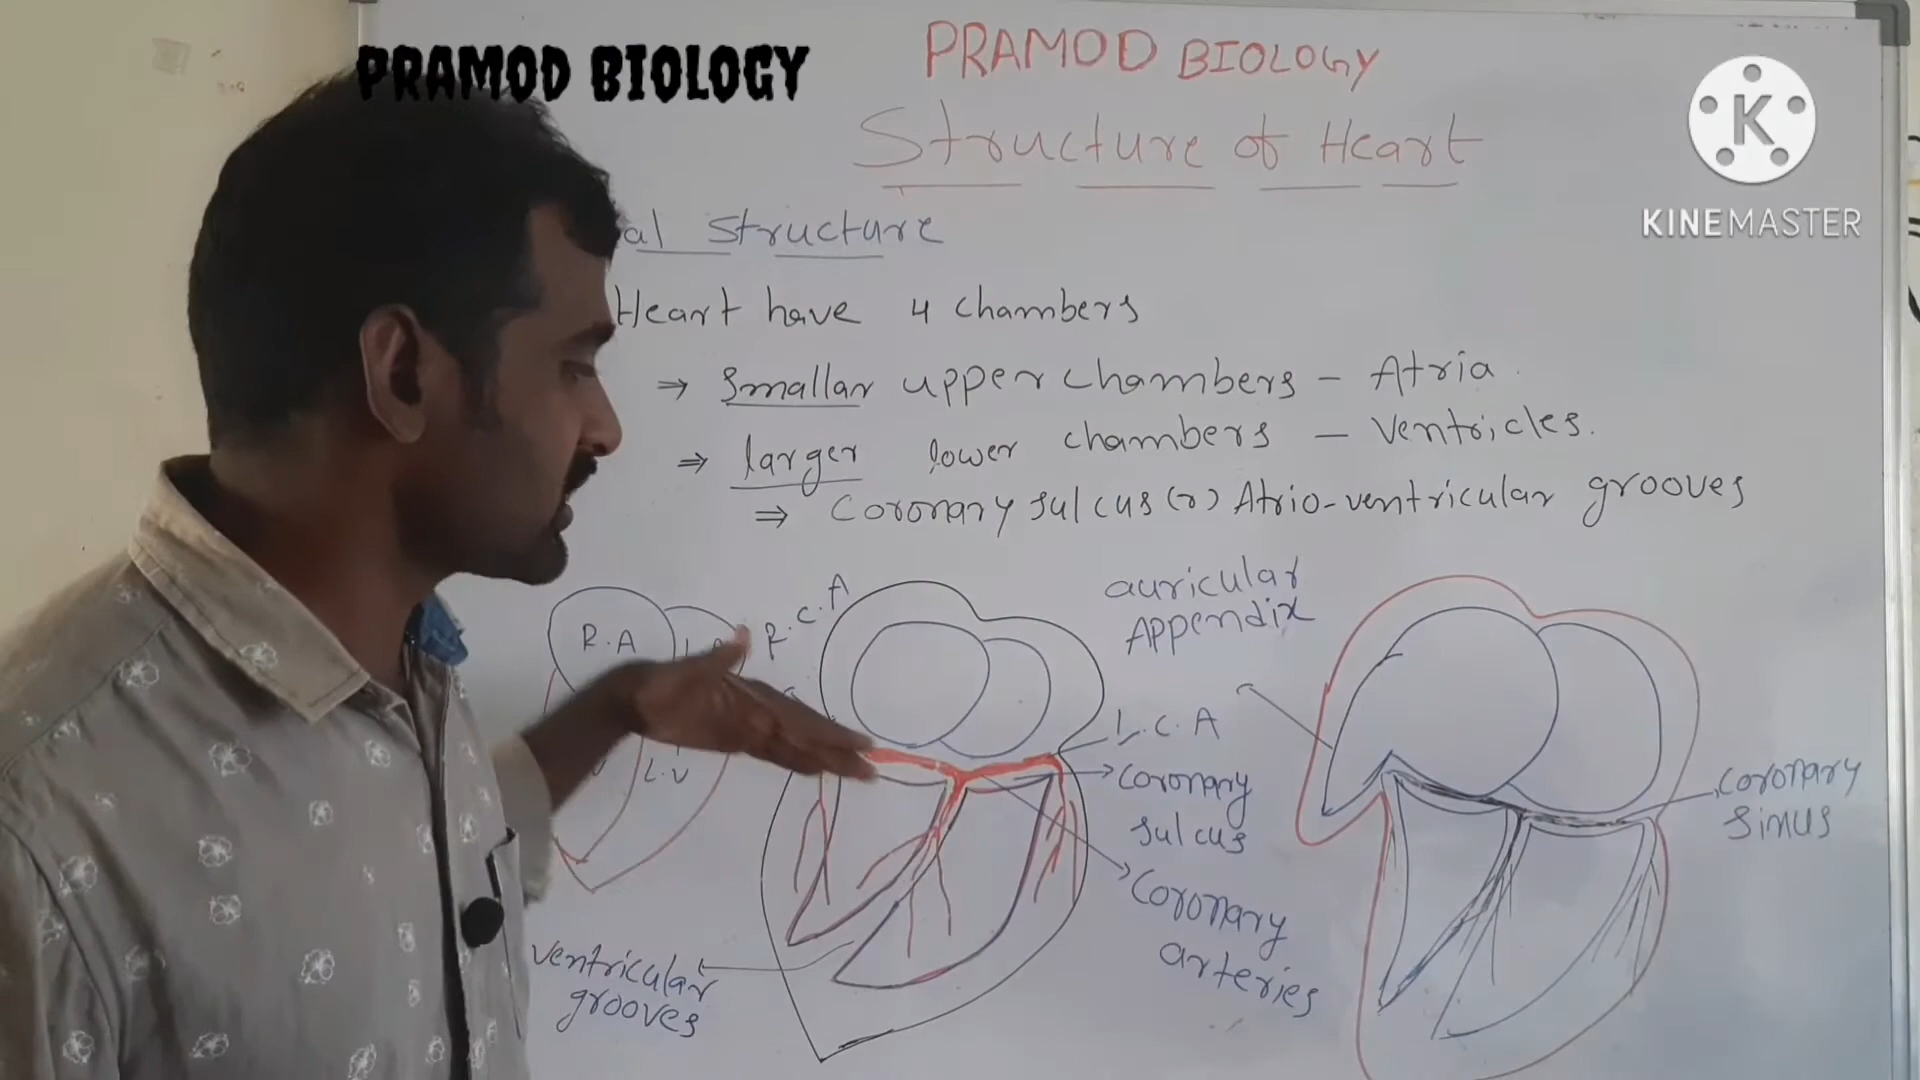 PRAMOD BIOLOGY
PRAMOD BIOLOGY
K
KINEMASTER
Structure of Heart
al Structure
Heart have 4 chambers
⇒ Smallar upper chambers - Atria
⇒ larger lower chambers - Ventricles.
⇒ Coronary sulcus (r) Atrio-ventricular grooves
R.A
L.V
R.C.A
auricular
Appendix
L.C.A
Coronary
sulcus
Coronary
arteries
ventricular
grooves
Coronary
Sinus